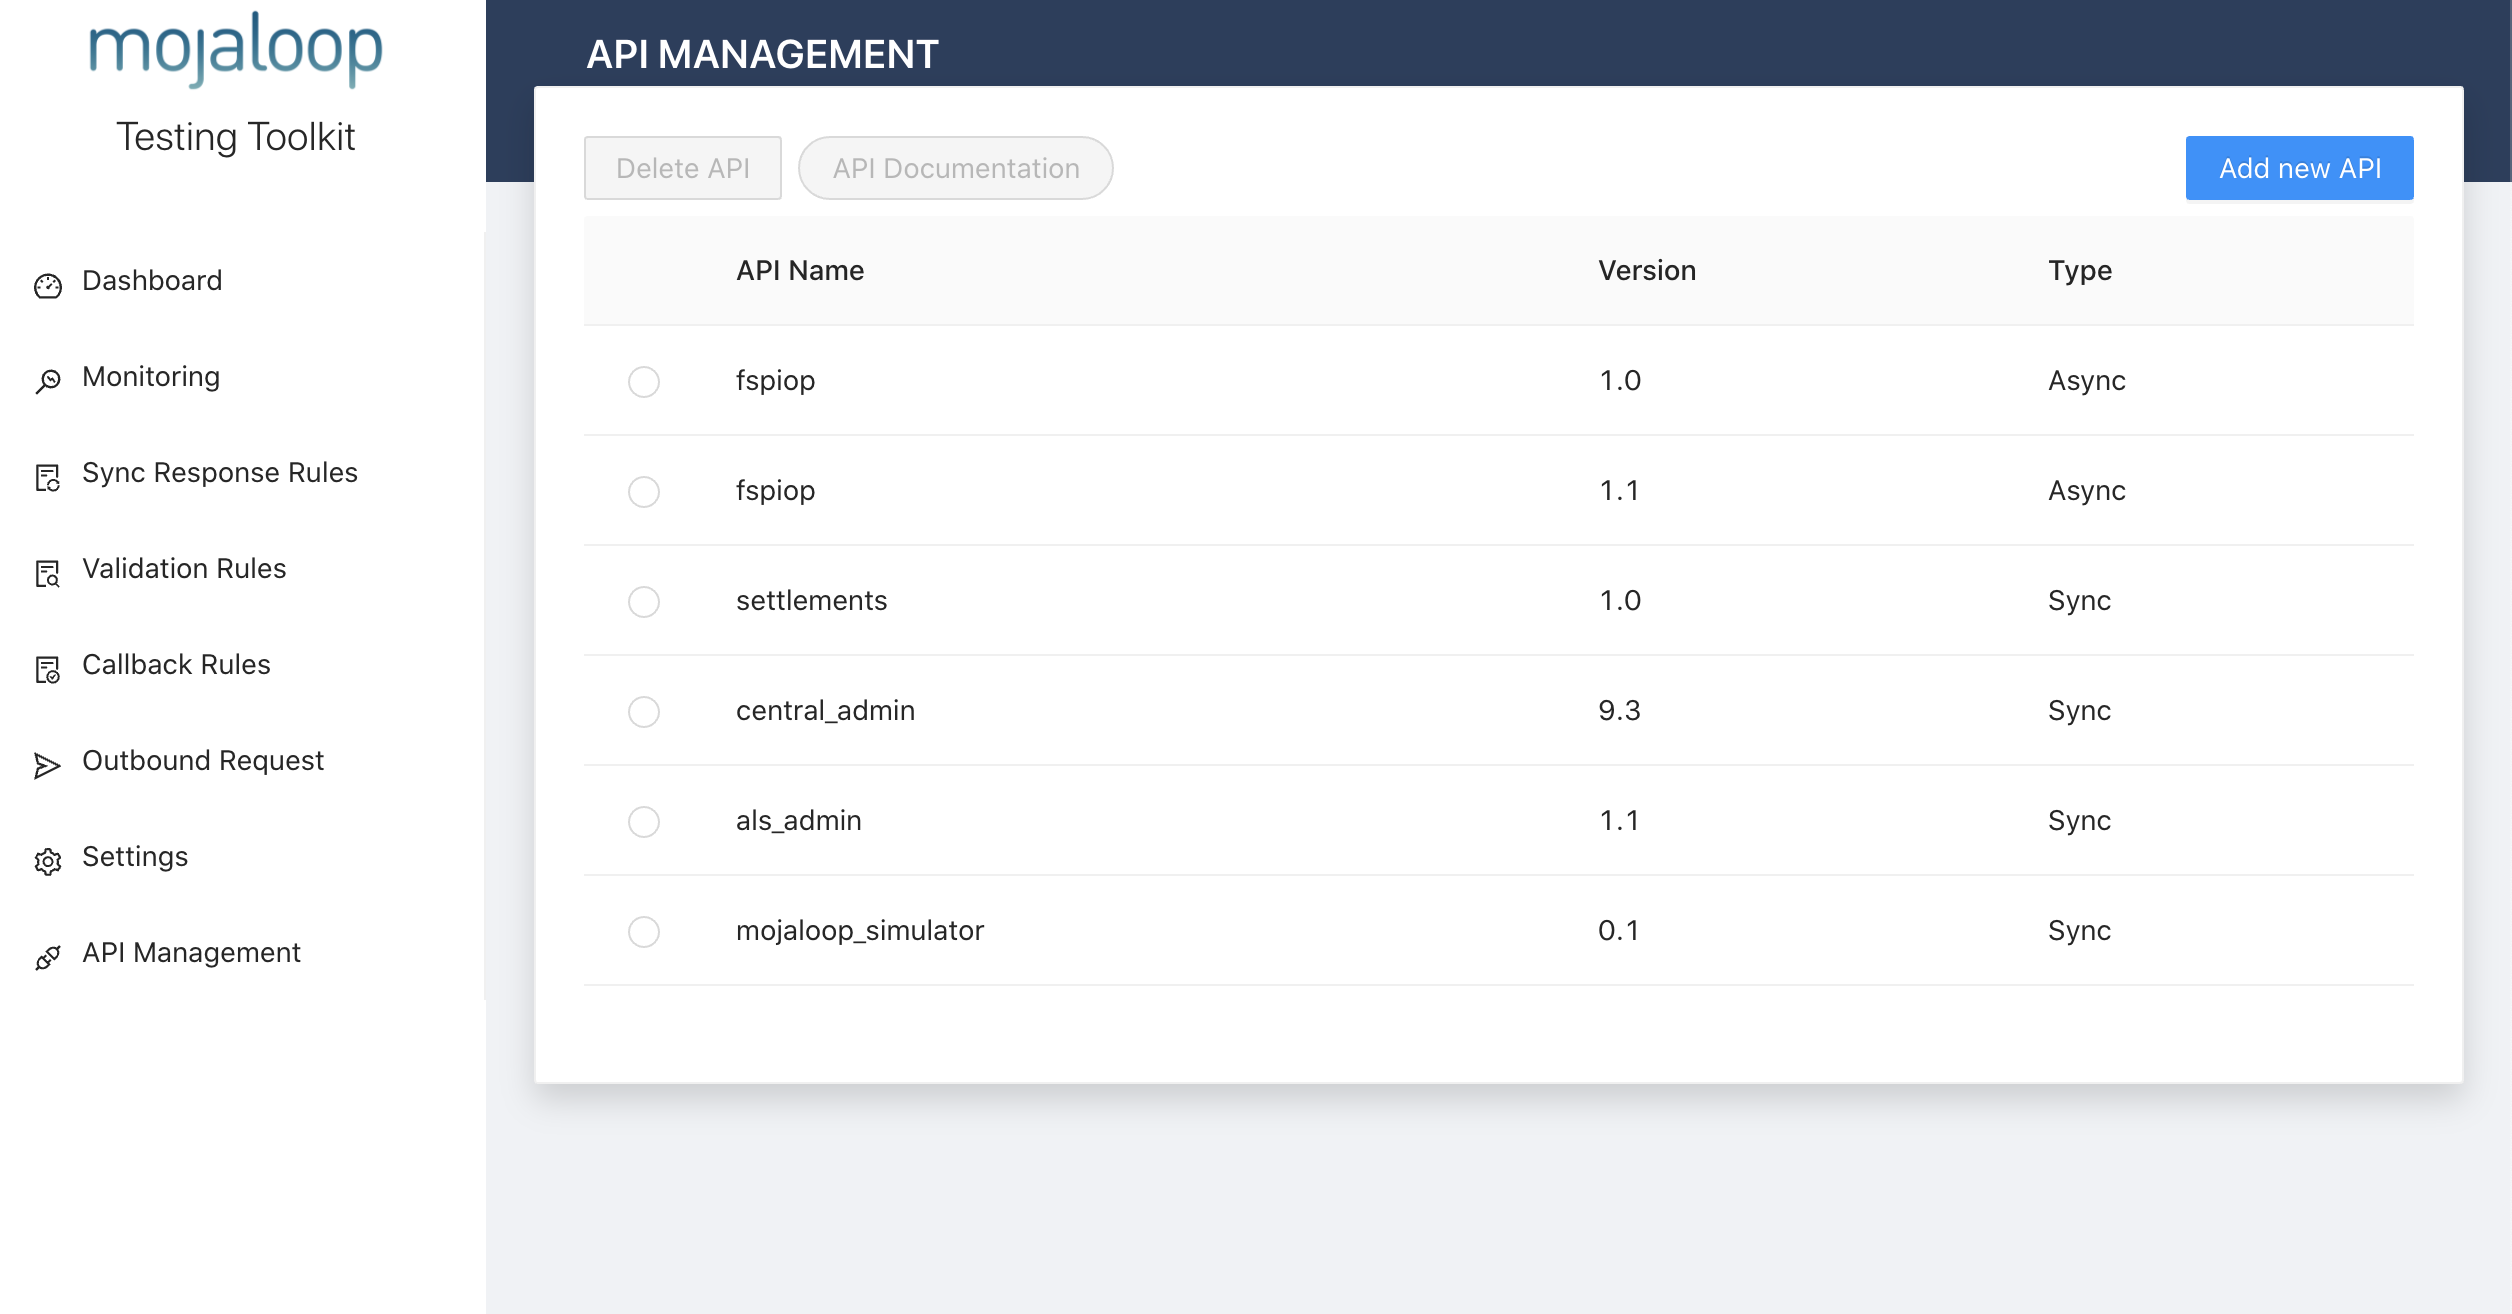 mojaloop
Testing Toolkit
Dashboard
Monitoring
Sync Response Rules
Validation Rules
Callback Rules
Outbound Request
Settings
API Management
API MANAGEMENT
Delete API API Documentation Add new API
API Name Version Type
fspiop 1.0 Async
fspiop 1.1 Async
settlements 1.0 Sync
central_admin 9.3 Sync
als_admin 1.1 Sync
mojaloop_simulator 0.1 Sync